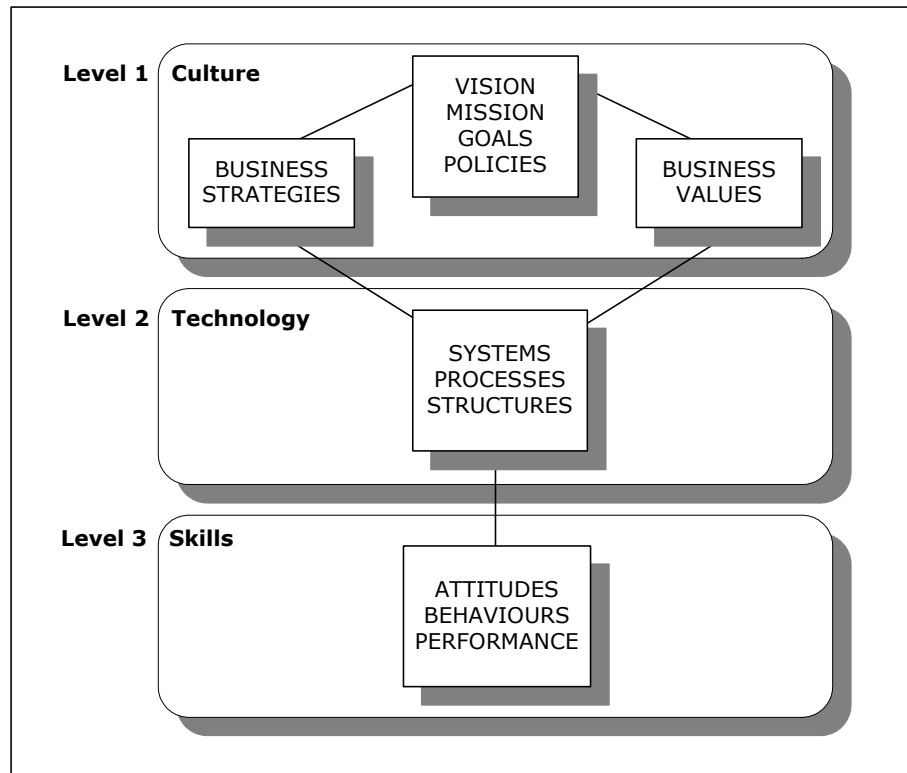 Level 1 Culture
VISION
MISSION
GOALS
POLICIES
BUSINESS
STRATEGIES
BUSINESS
VALUES
Level 2 Technology
SYSTEMS
PROCESSES
STRUCTURES
Level 3 Skills
ATTITUDES
BEHAVIOURS
PERFORMANCE